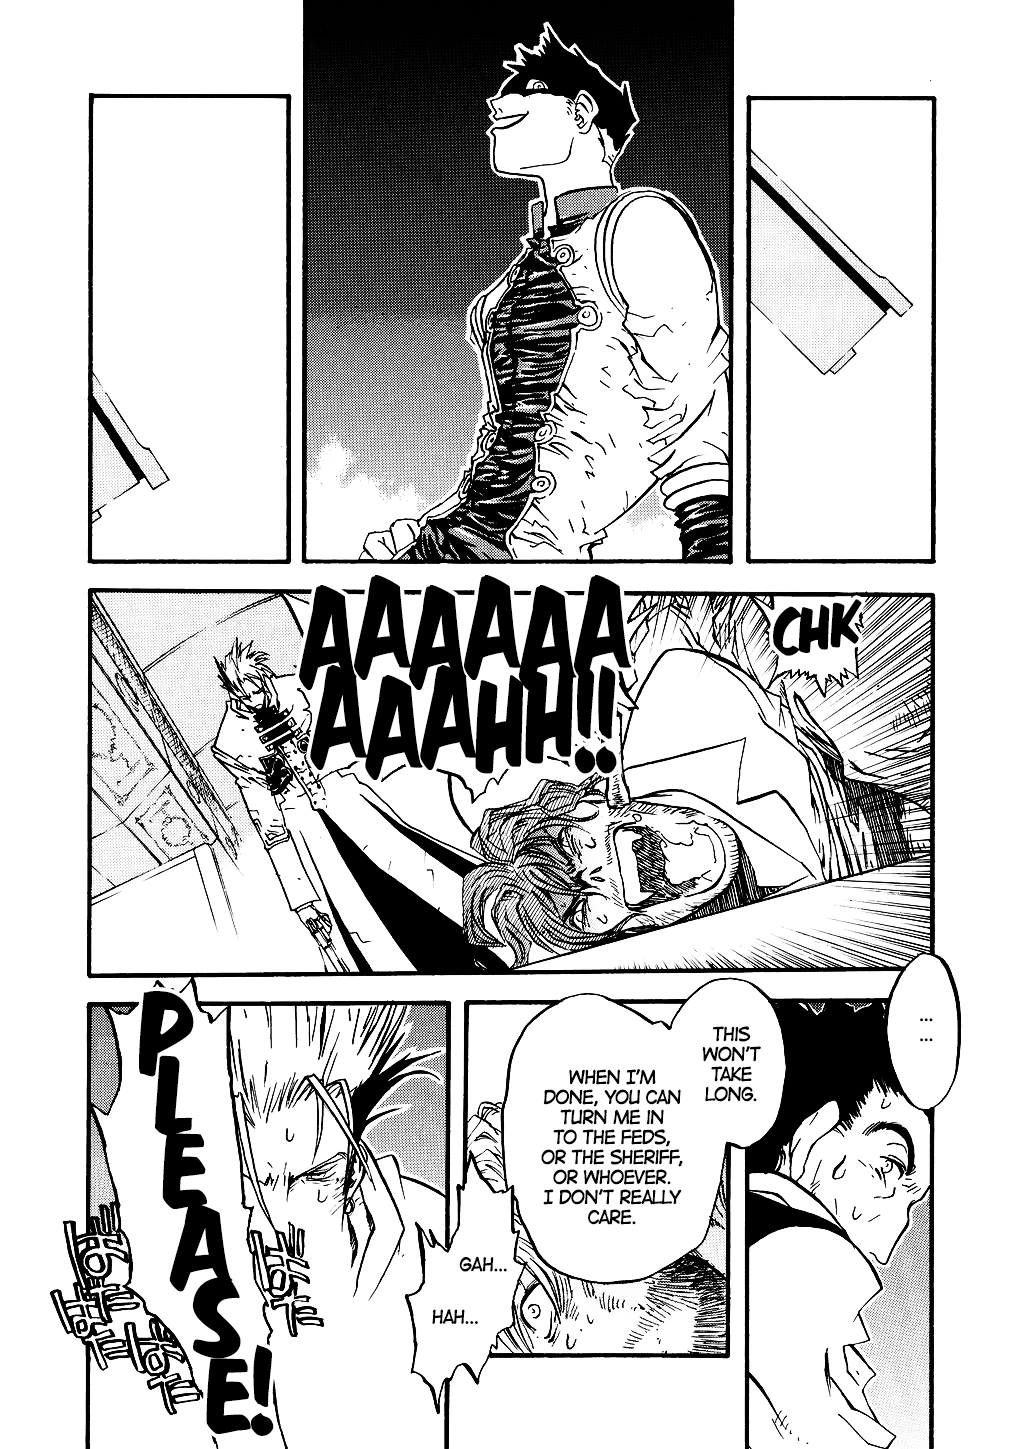 CHK
AAAAAA
AAAAHH!!
...
...
THIS
WON'T
TAKE
LONG.
WHEN I'M
DONE, YOU CAN
TURN ME IN
TO THE FEDS,
OR THE SHERIFF,
OR WHOEVER.
I DON'T REALLY
CARE.
GAH...
HAH...
PLEASE!